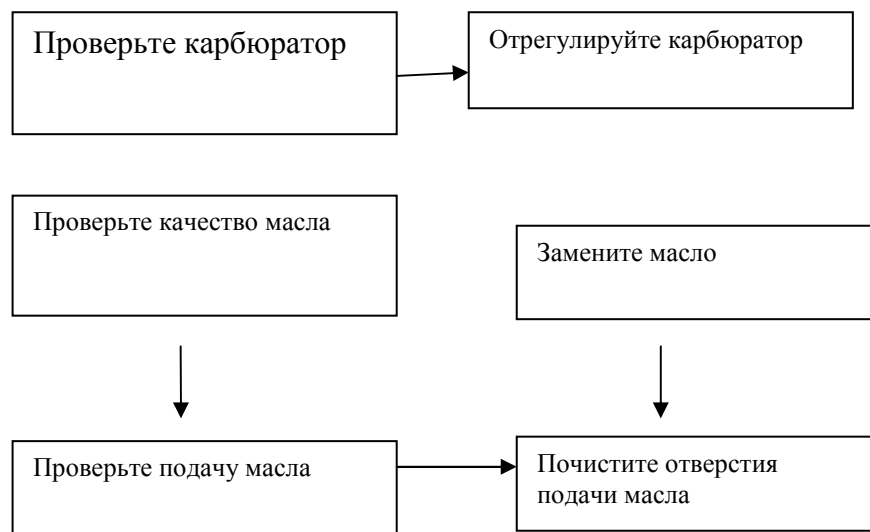 Проверьте карбюратор
Отрегулируйте карбюратор
Проверьте качество масла
Замените масло
Проверьте подачу масла
Почистите отверстия
подачи масла